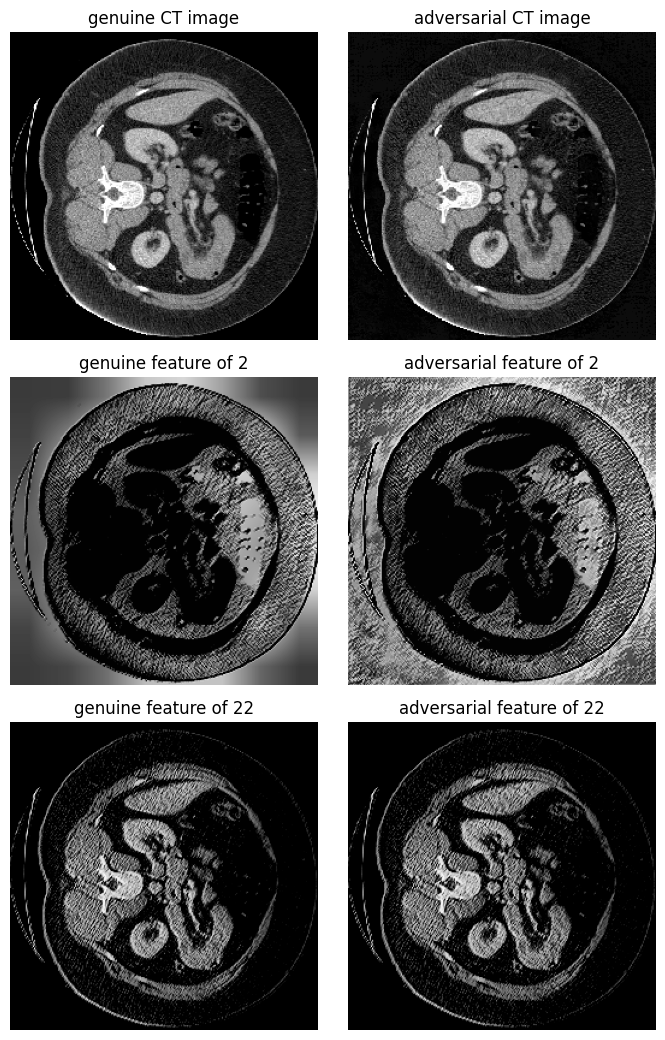 genuine CT image
adversarial CT image
genuine feature of 2
adversarial feature of 2
genuine feature of 22
adversarial feature of 22